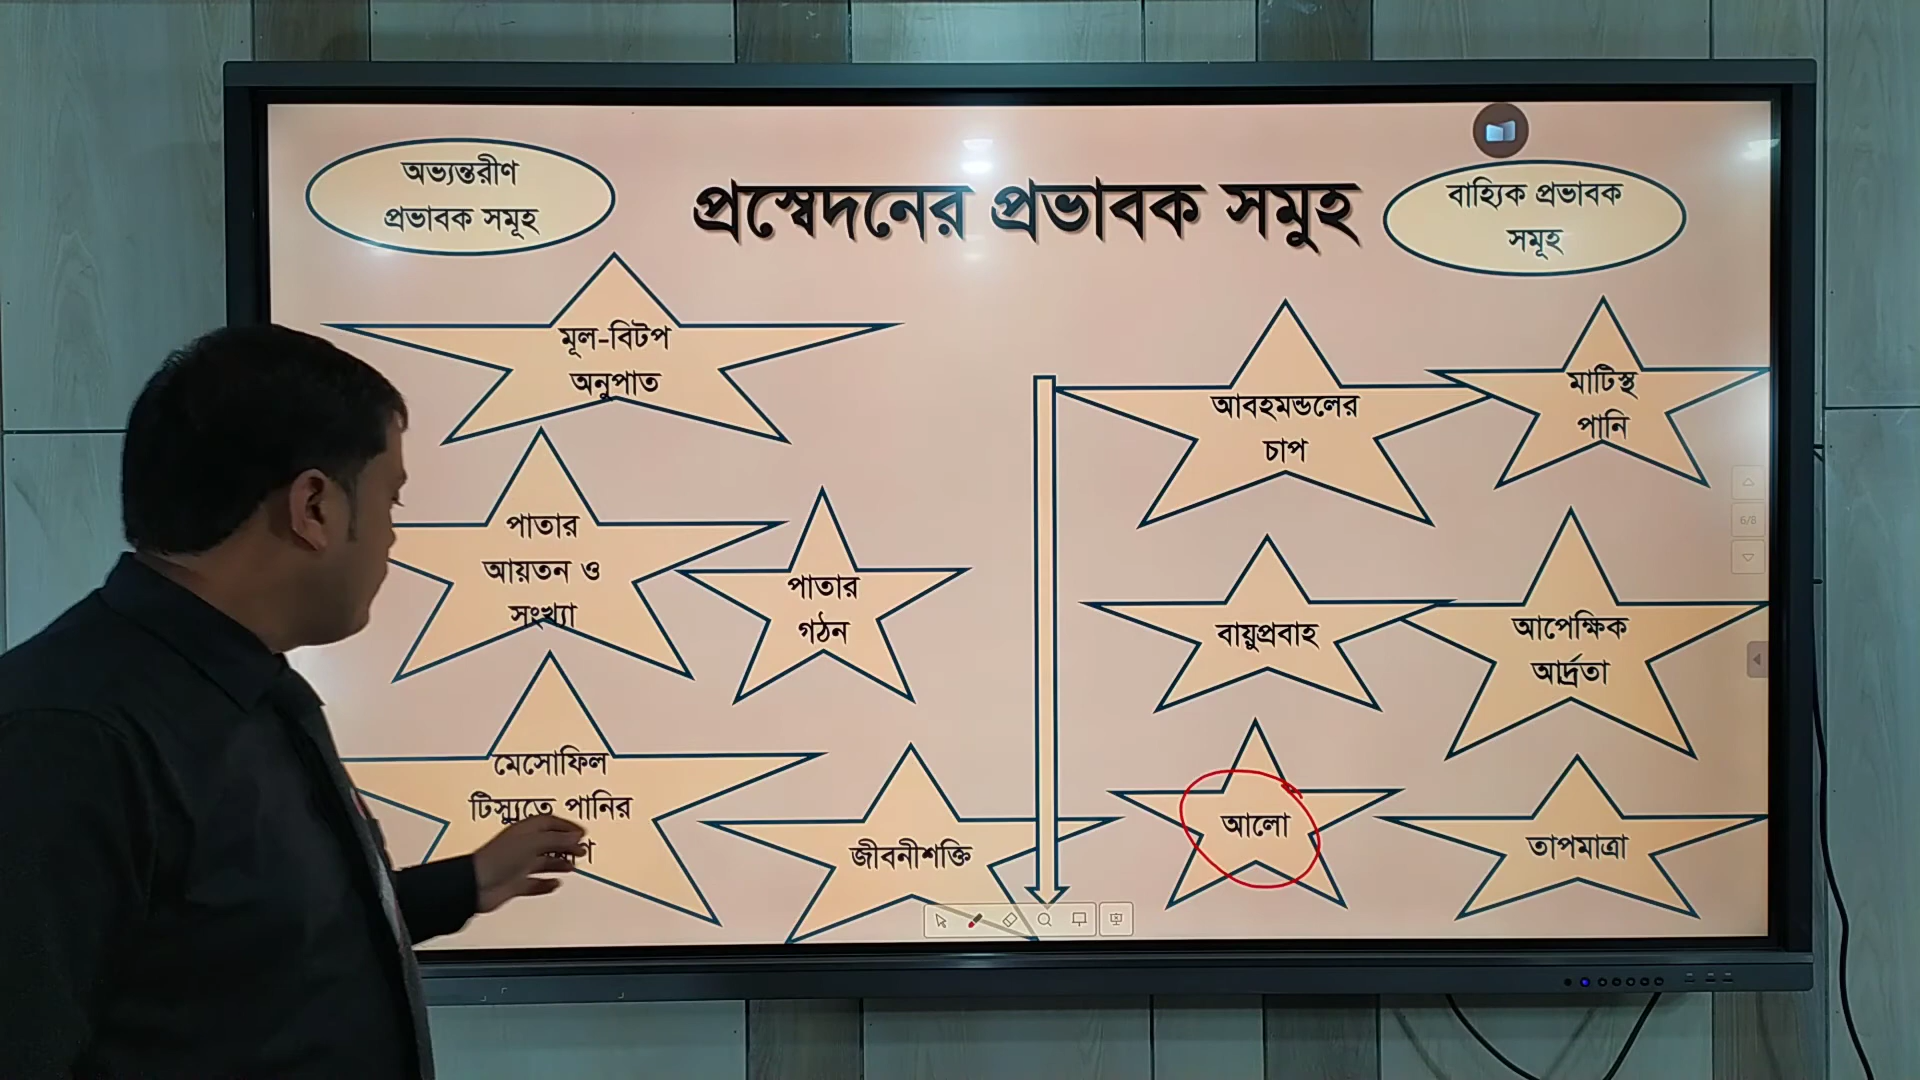 অভ্যন্তরীণ
প্রভাবক সমূহ
প্রস্বেদনের প্রভাবক সমুহ
বাহ্যিক প্রভাবক
সমূহ
মূল-বিটপ
অনুপাত
পাতার
আয়তন ও
সংখ্যা
পাতার
গঠন
মেসোফিল
টিস্যুতে পানির
জীবনীশক্তি
আবহমন্ডলের
চাপ
মাটিস্থ
পানি
বায়ুপ্রবাহ
আপেক্ষিক
আর্দ্রতা
আলো
তাপমাত্রা
6/8